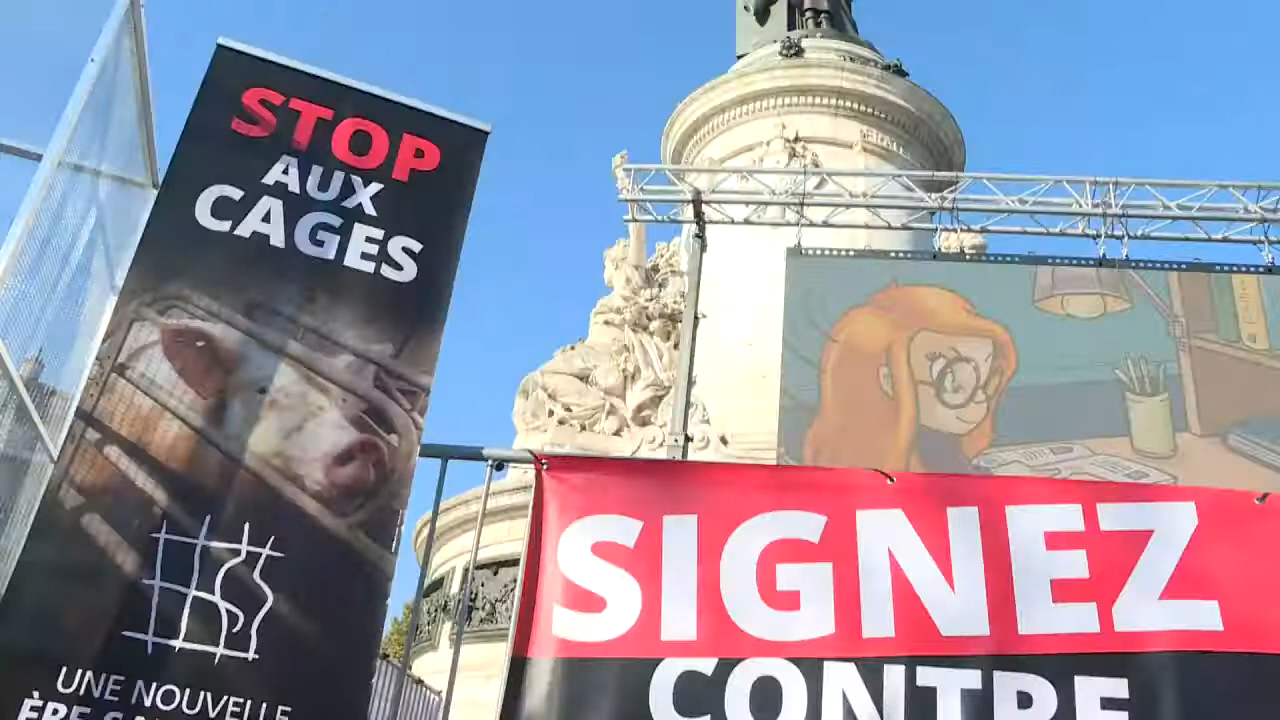 STOP
AUX
CAGES
UNE NOUVELLE
SIGNEZ
CONTRE